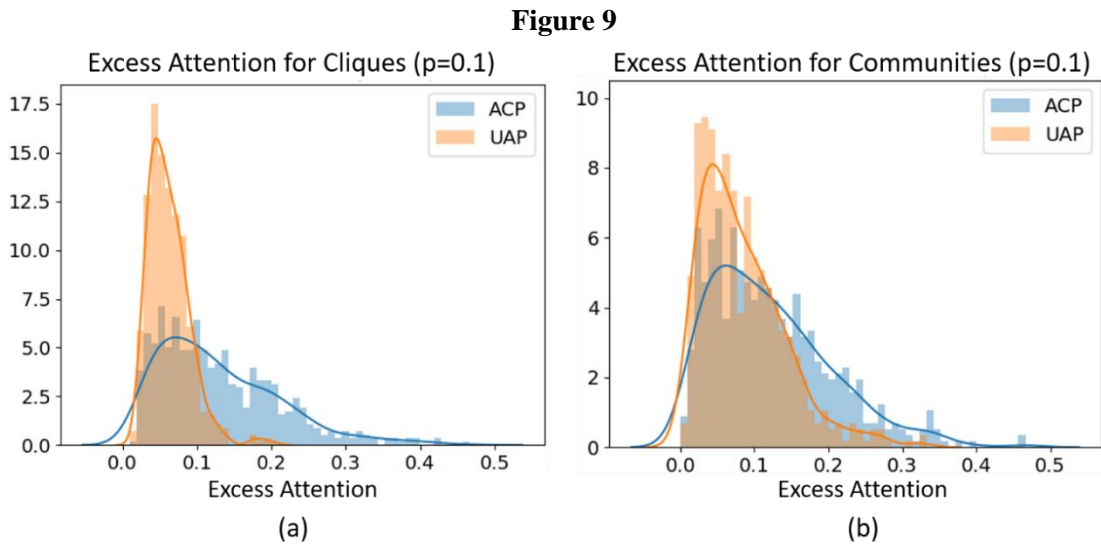 Figure 9
Excess Attention for Cliques (p=0.1)
17.5
15.0
12.5
10.0
7.5
5.0
2.5
0.0
ACP
UAP
0.0 0.1 0.2 0.3 0.4 0.5
Excess Attention
(a)
Excess Attention for Communities (p=0.1)
10
8
6
4
2
0
ACP
UAP
0.0 0.1 0.2 0.3 0.4 0.5
Excess Attention
(b)